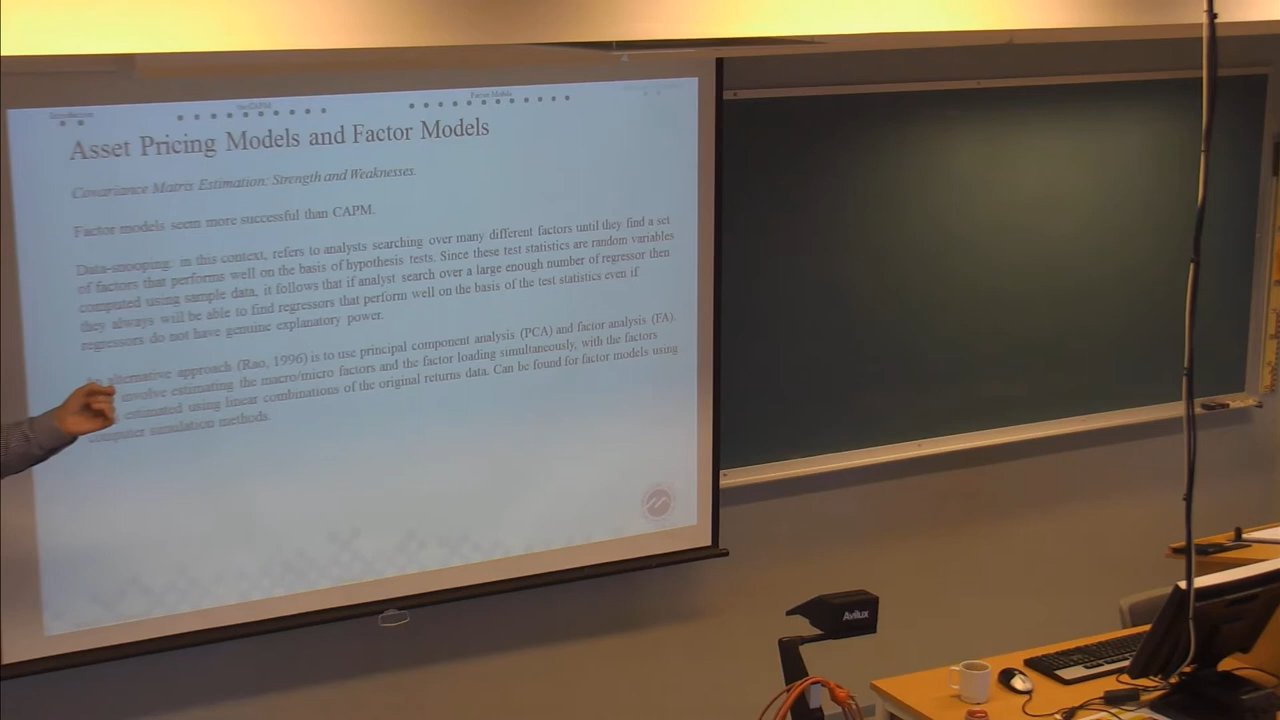 Introduction
the CAPM
Factor Models
Asset Pricing Models and Factor Models
Covariance Matrix Estimation: Strength and Weaknesses.
Factor models seem more successful than CAPM.
Data-snooping: in this context, refers to analysts searching over many different factors until they find a set
of factors that performs well on the basis of hypothesis tests. Since these test statistics are random variables
computed using sample data, it follows that if analyst search over a large enough number of regressor then
they always will be able to find regressors that perform well on the basis of the test statistics even if
regressors do not have genuine explanatory power.
alternative approach (Rao, 1996) is to use principal component analysis (PCA) and factor analysis (FA).
involve estimating the macro/micro factors and the factor loading simultaneously, with the factors
estimated using linear combinations of the original returns data. Can be found for factor models using
computer simulation methods.
Avilux